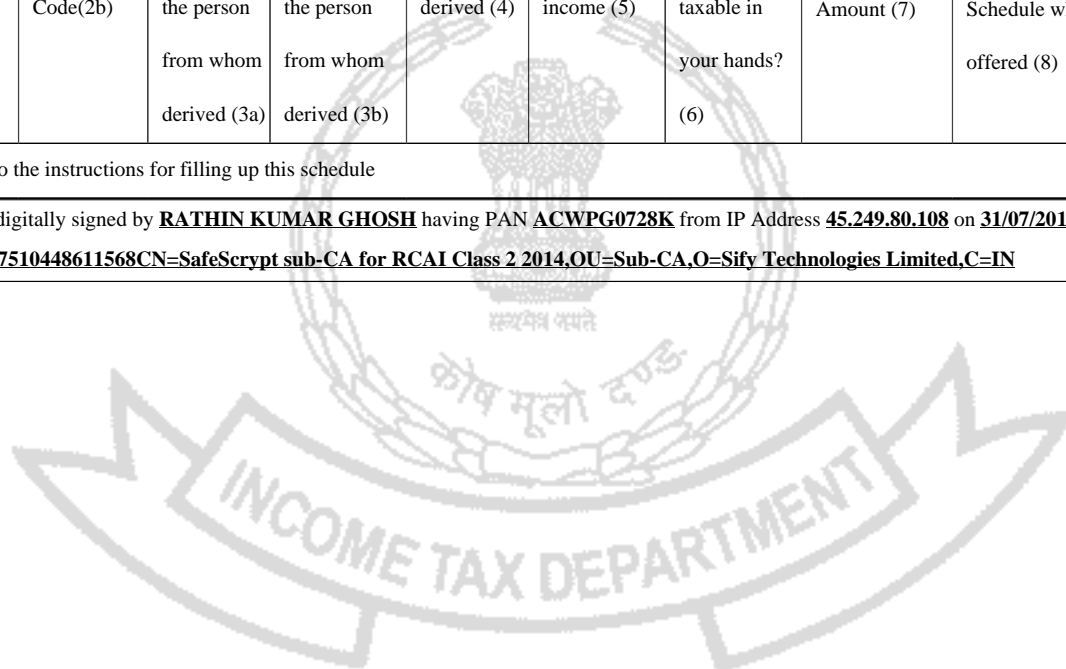 Code(2b) the person the person derived (4) income (5) taxable in Amount (7) Schedule
from whom from whom your hands? offered (8)
derived (3a) derived (3b) (6)
the instructions for filling up this schedule
digitally signed by RATHIN KUMAR GHOSH having PAN ACWPG0728K from IP Address 45.249.80.108 on 31/07/201
7510448611568CN=SafeScrypt sub-CA for RCAI Class 2 2014,OU=Sub-CA,O=Sify Technologies Limited,C=IN
सत्यमेव जयते
कोष मूलो दण्ड
INCOME TAX DEPARTMENT